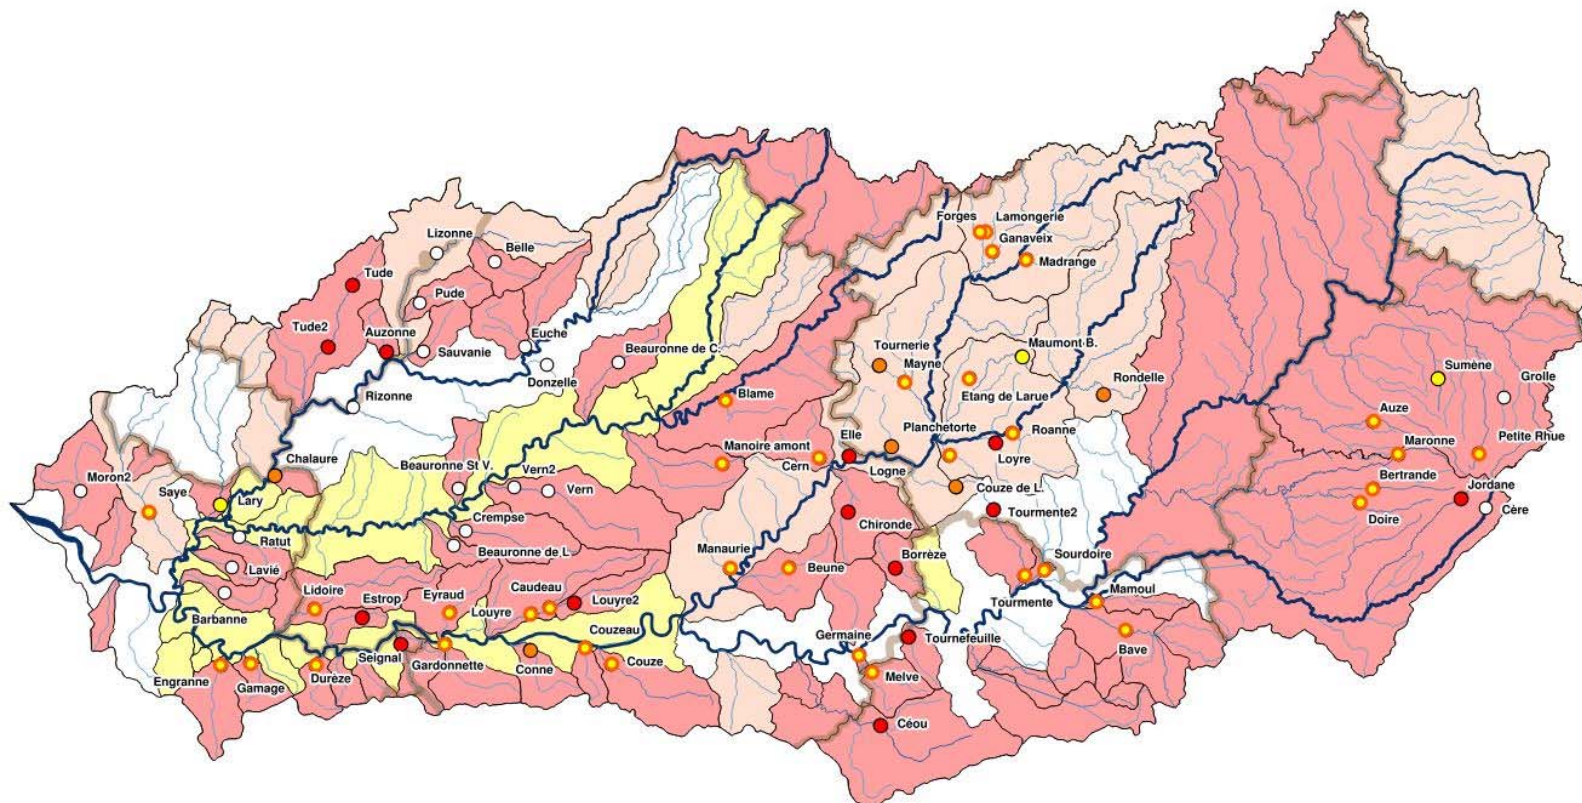 Forges
Lamongerie
Ganaveix
Madrange
Lizonne
Belle
Tude
Pude
Tude2
Auzonne
Sauvanie
Euche
Donzelle
Beauronne de C.
Rizonne
Tournerie
Mayne
Maumont B.
Etang de Larue
Rondelle
Sumène
Grolle
Blame
Auze
Planchetorte
Roanne
Elle
Loyre
Maronne
Petite Rhue
Manoire amont
Cern
Logne
Chalaure
Beauronne St V.
Vern2
Vern
Moron2
Saye
Lary
Couze de L.
Bertrande
Jordane
Doire
Cère
Tourmente2
Chironde
Crempse
Ratut
Beauronne de L
Manaurie
Beune
Borrèze
Sourdoire
Lavié
Lidoire
Estrop
Eyraud
Caudeau
Louyre
Louyre2
Tourmente
Mamoul
Barbanne
Couzeau
Germaine
Tournefeuille
Bave
Seignal
Gardonnette
Conne
Couze
Engranne
Gamage
Durèze
Melve
Céou